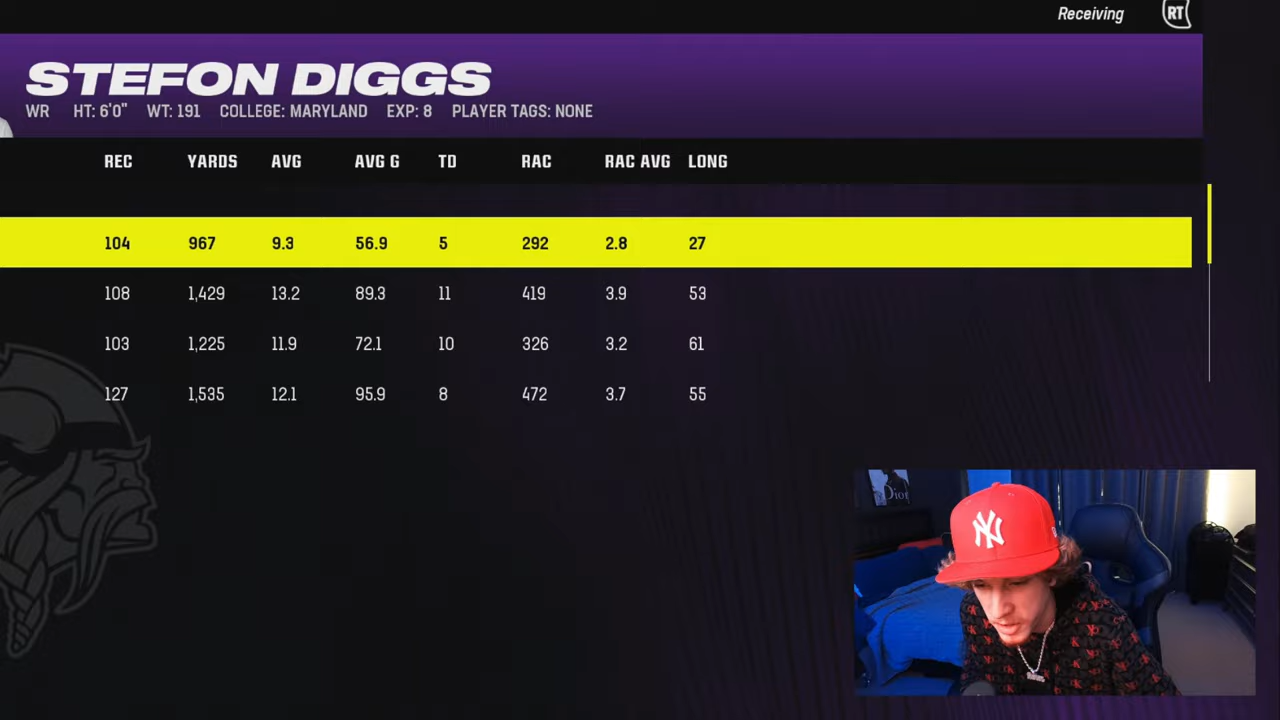 Receiving RT
STEFON DIGGS
WR HT: 6'0" WT: 191 COLLEGE: MARYLAND EXP: 8 PLAYER TAGS: NONE
REC YARDS AVG AVG G TD RAC RAC AVG LONG
104 967 9.3 56.9 5 292 2.8 27
108 1,429 13.2 89.3 11 419 3.9 53
103 1,225 11.9 72.1 10 326 3.2 61
127 1,535 12.1 95.9 8 472 3.7 55
Dior
NY